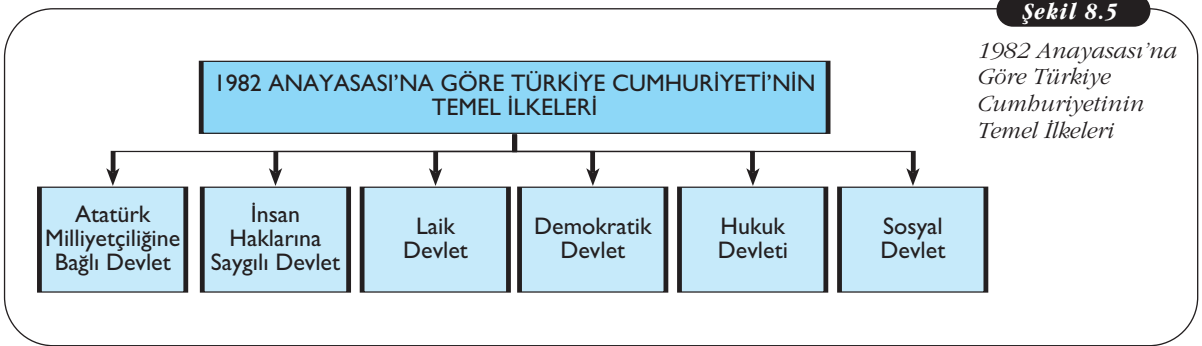 Şekil 8.5
1982 Anayasası’na
Göre Türkiye
Cumhuriyetinin
Temel İlkeleri
1982 ANAYASASI’NA GÖRE TÜRKİYE CUMHURİYETİ’NİN
TEMEL İLKELERİ
Atatürk
Milliyetçiliğine
Bağlı Devlet
İnsan
Haklarına
Saygılı Devlet
Laik
Devlet
Demokratik
Devlet
Hukuk
Devleti
Sosyal
Devlet